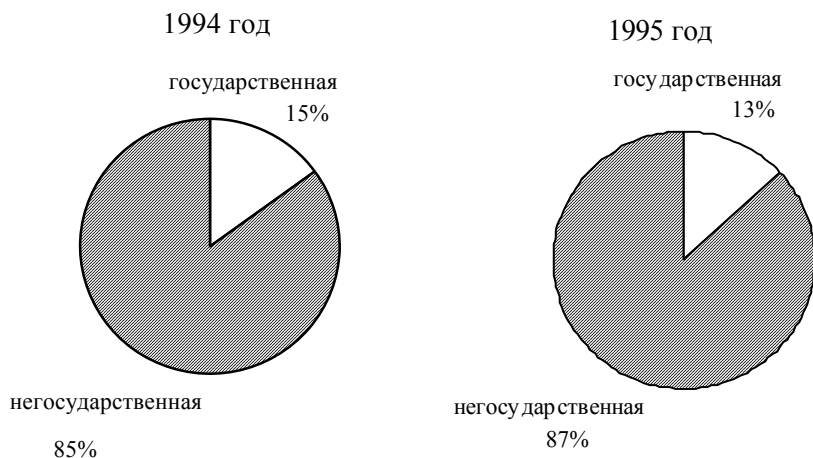 1994 год
государственная
15%
негосударственная
85%
1995 год
государственная
13%
негосударственная
87%